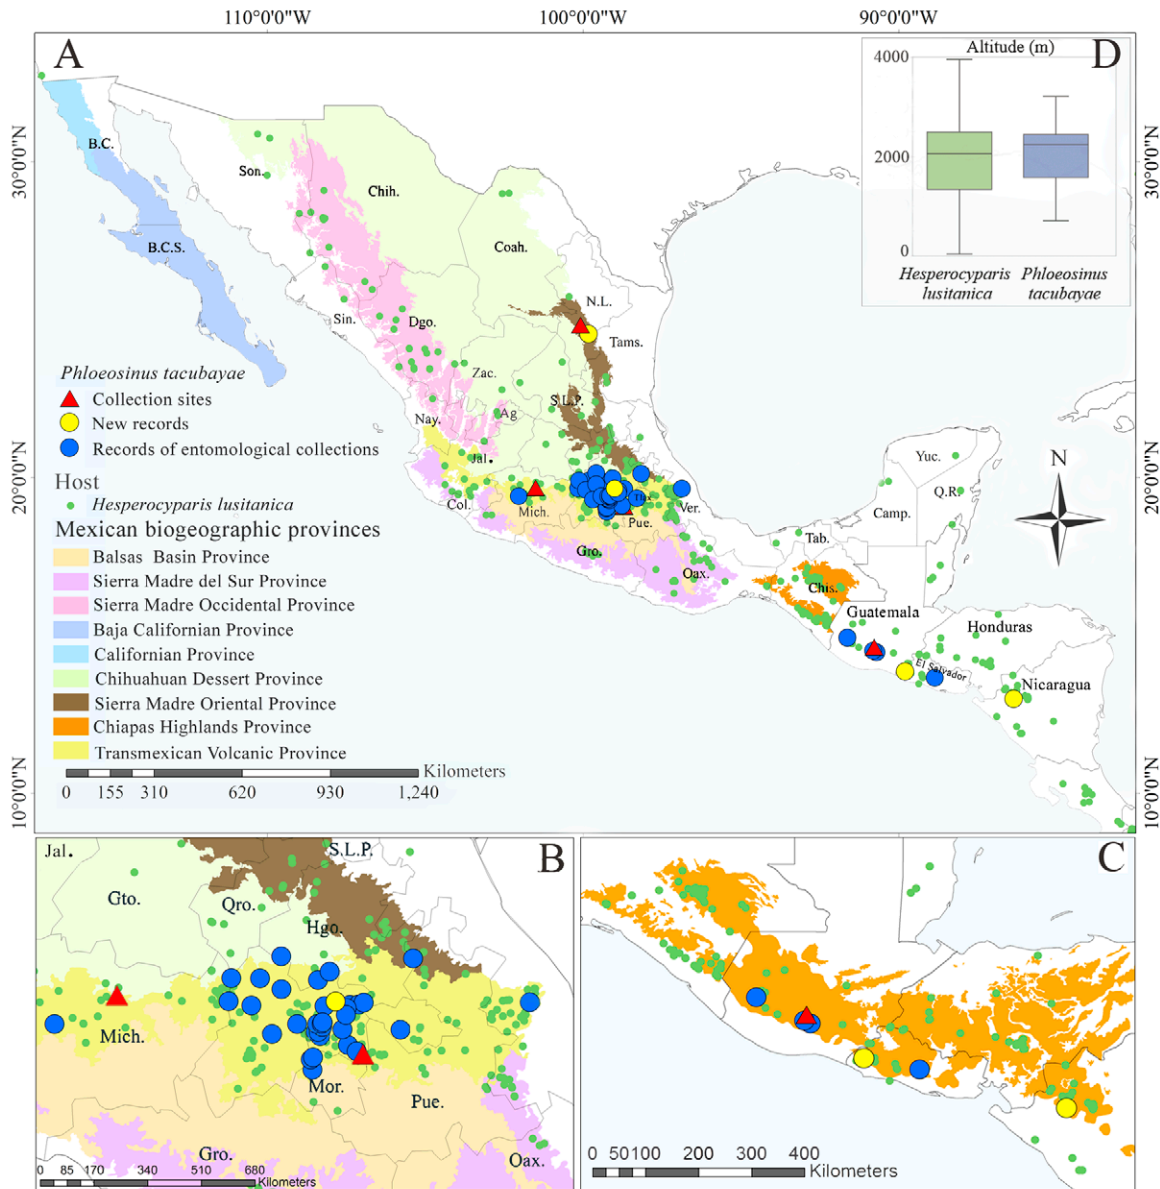 110°0'0"W 100°0'0"W 90°0'0"W
A
D
Altitude (m)
4000
2000
0
Hesperocyparis lusitanica
Phloeosinus tacubayae
30°0'0"N
30°0'0"N
20°0'0"N
20°0'0"N
10°0'0"N
10°0'0"N
B.C.
Son.
Chih.
B.C.S.
Coah.
N.L.
Sin.
Dgo.
Tams.
Zac.
S.L.P.
Nay.
Ag
Jal.
Col.
Mich.
Ver.
Pue.
Gro.
Oax.
Yuc.
Q.R.
Camp.
Tab.
Chis.
Guatemala
Honduras
El Salvador
Nicaragua
N
Phloeosinus tacubayae
Collection sites
New records
Records of entomological collections
Host
Hesperocyparis lusitanica
Mexican biogeographic provinces
Balsas Basin Province
Sierra Madre del Sur Province
Sierra Madre Occidental Province
Baja Californian Province
Californian Province
Chihuahuan Dessert Province
Sierra Madre Oriental Province
Chiapas Highlands Province
Transmexican Volcanic Province
Kilometers
0 155 310 620 930 1,240
B
Jal.
S.L.P.
Gto.
Qro.
Hgo.
Mich.
Mor.
Pue.
Gro.
Oax.
0 85 170 340 510 680
Kilometers
C
0 50 100 200 300 400
Kilometers